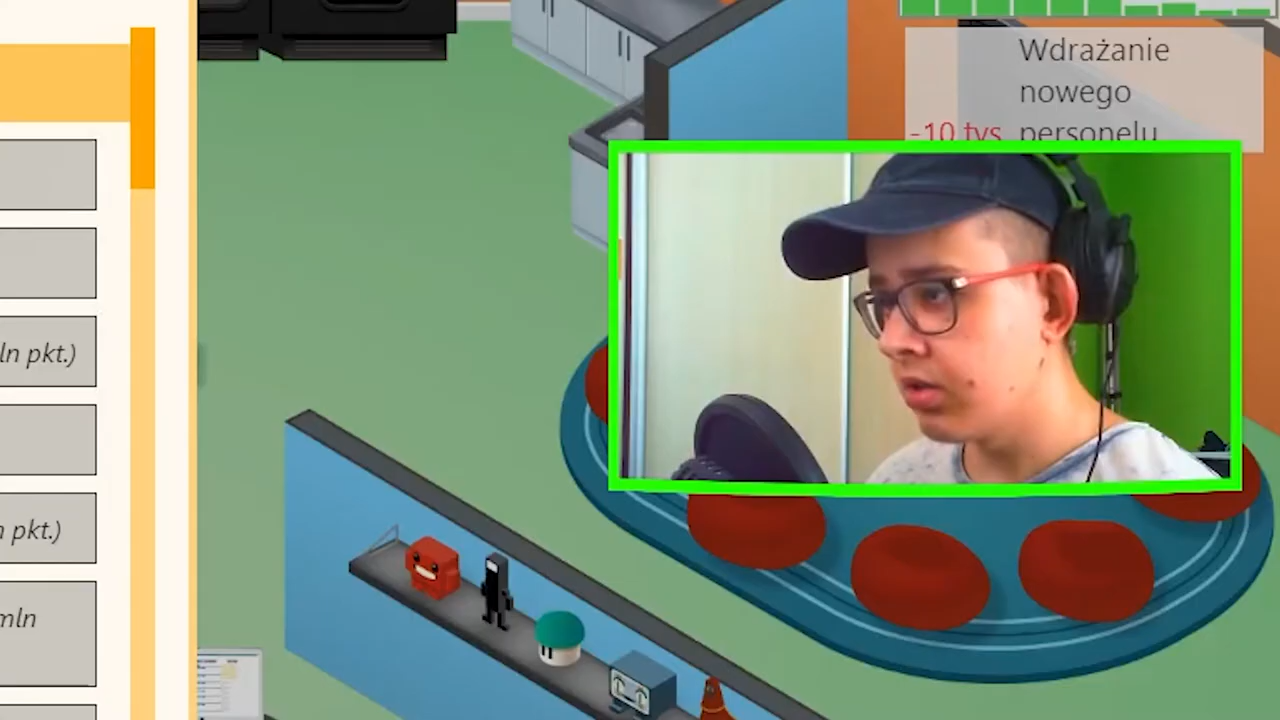 Wdrażanie
nowego
-10 tys personelu
ln pkt.)
pkt.)
mln